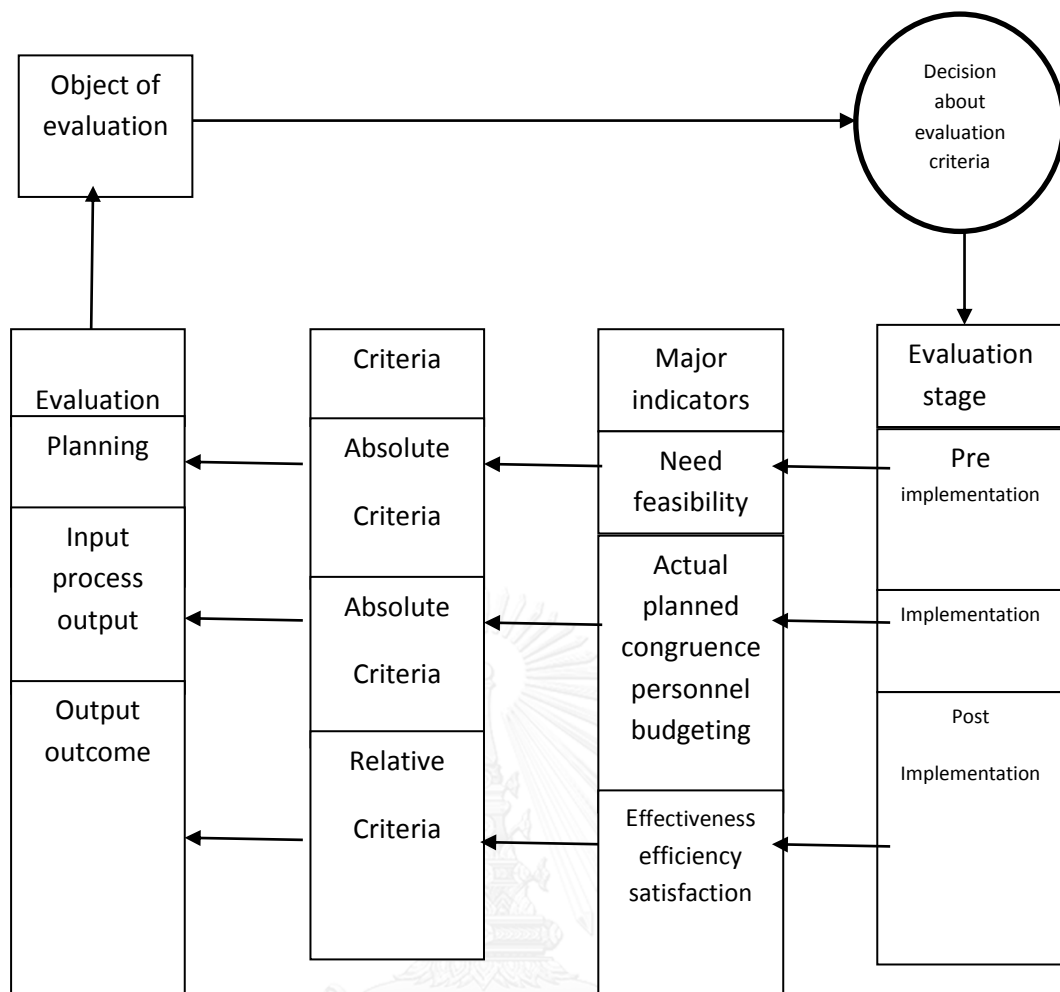 Object of
evaluation
Decision
about
evaluation
criteria
Evaluation
Planning
Input
process
output
Output
outcome
Criteria
Absolute
Criteria
Absolute
Criteria
Relative
Criteria
Major
indicators
Need
feasibility
Actual
planned
congruence
personnel
budgeting
Effectiveness
efficiency
satisfaction
Evaluation
stage
Pre
implementation
Implementation
Post
Implementation